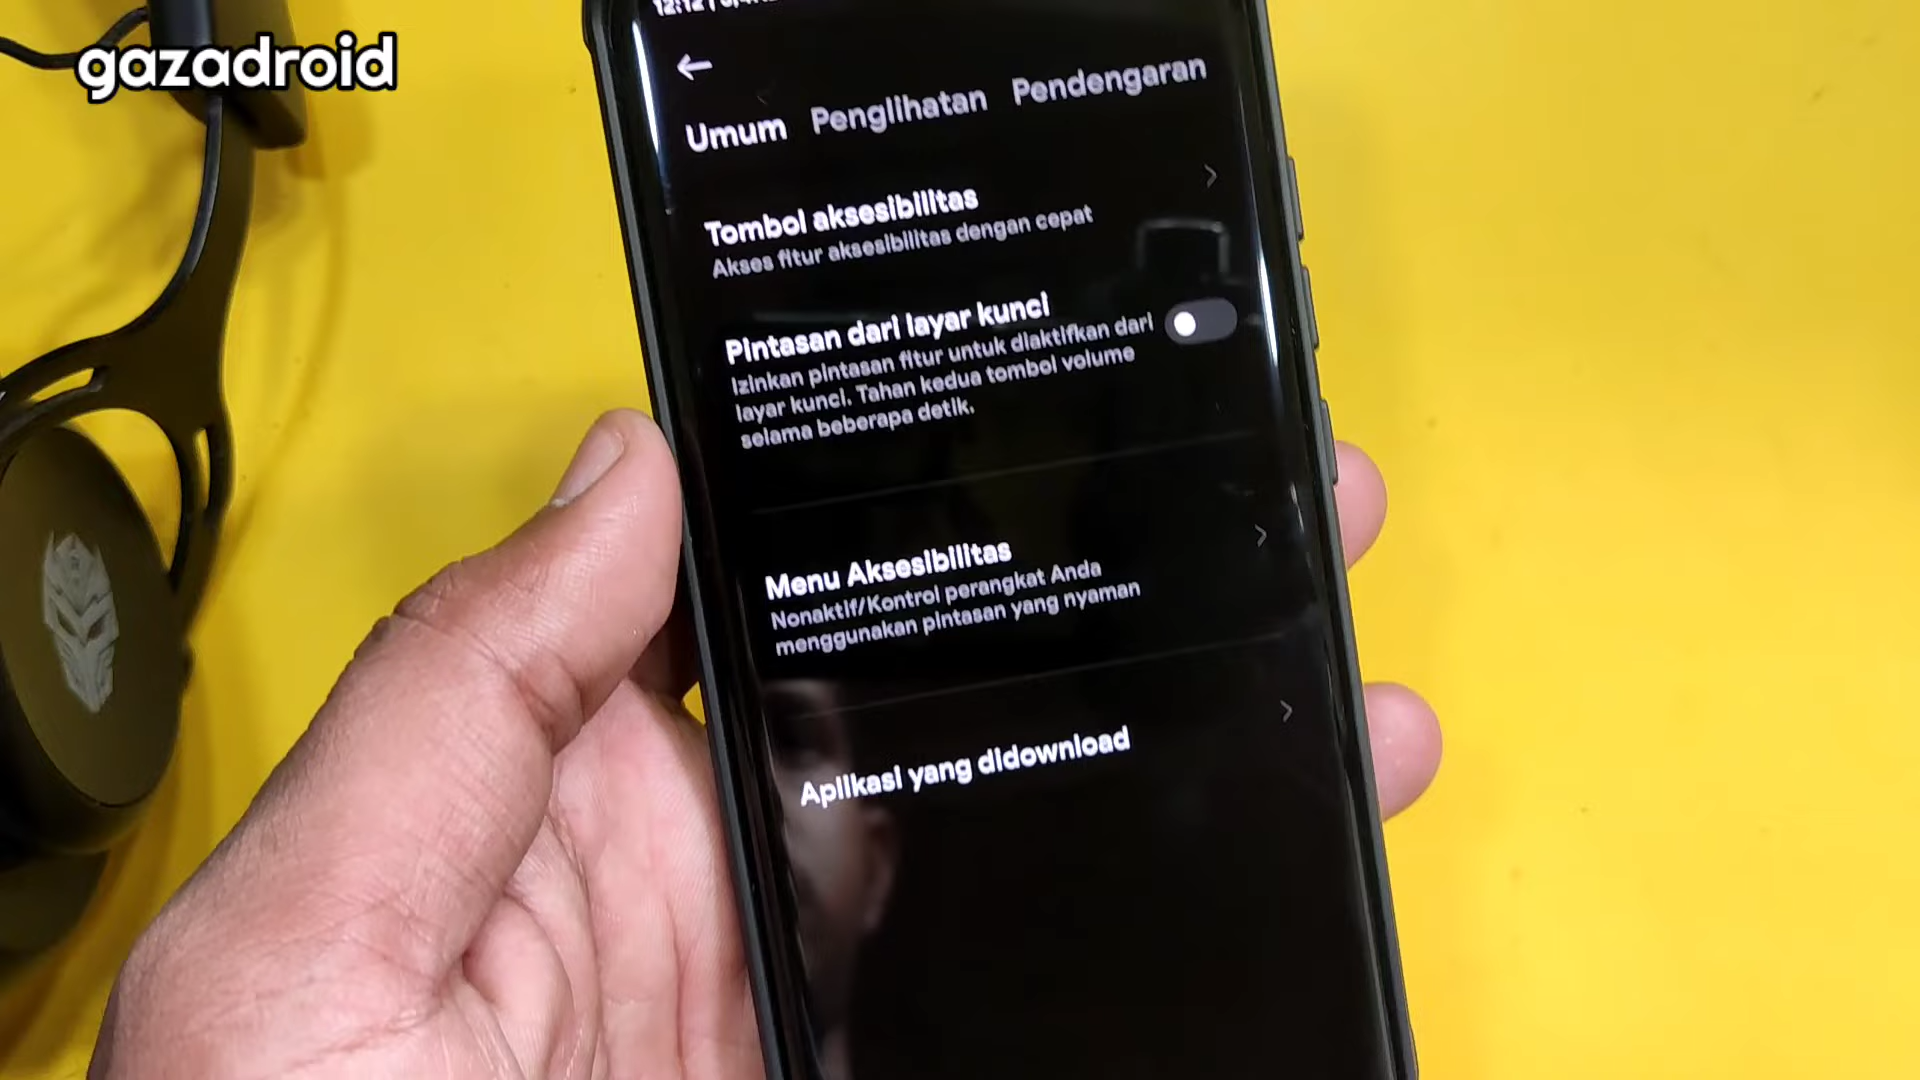 gazadroid
Umum Penglihatan Pendengaran
Tombol aksesibilitas
Akses fitur aksesibilitas dengan cepat
Pintasan dari layar kunci
Izinkan pintasan fitur untuk diaktifkan dari
layar kunci. Tahan kedua tombol volume
selama beberapa detik.
Menu Aksesibilitas
Nonaktif/Kontrol perangkat Anda
menggunakan pintasan yang nyaman
Aplikasi yang didownload